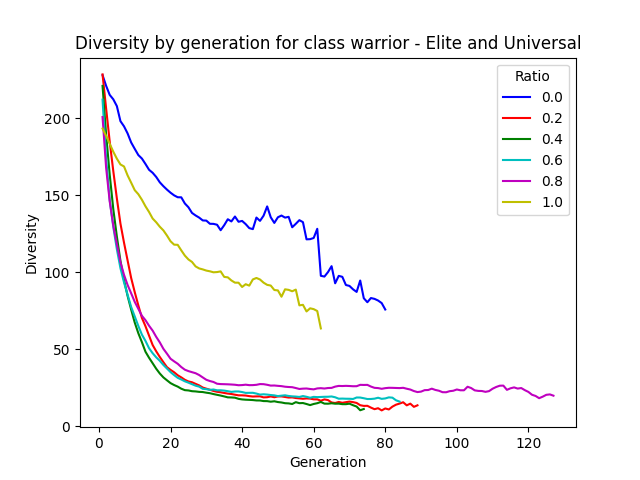 Diversity by generation for class warrior - Elite and Universal
Ratio
0.0
0.2
0.4
0.6
0.8
1.0
Diversity
200
150
100
50
0
0 20 40 60 80 100 120
Generation